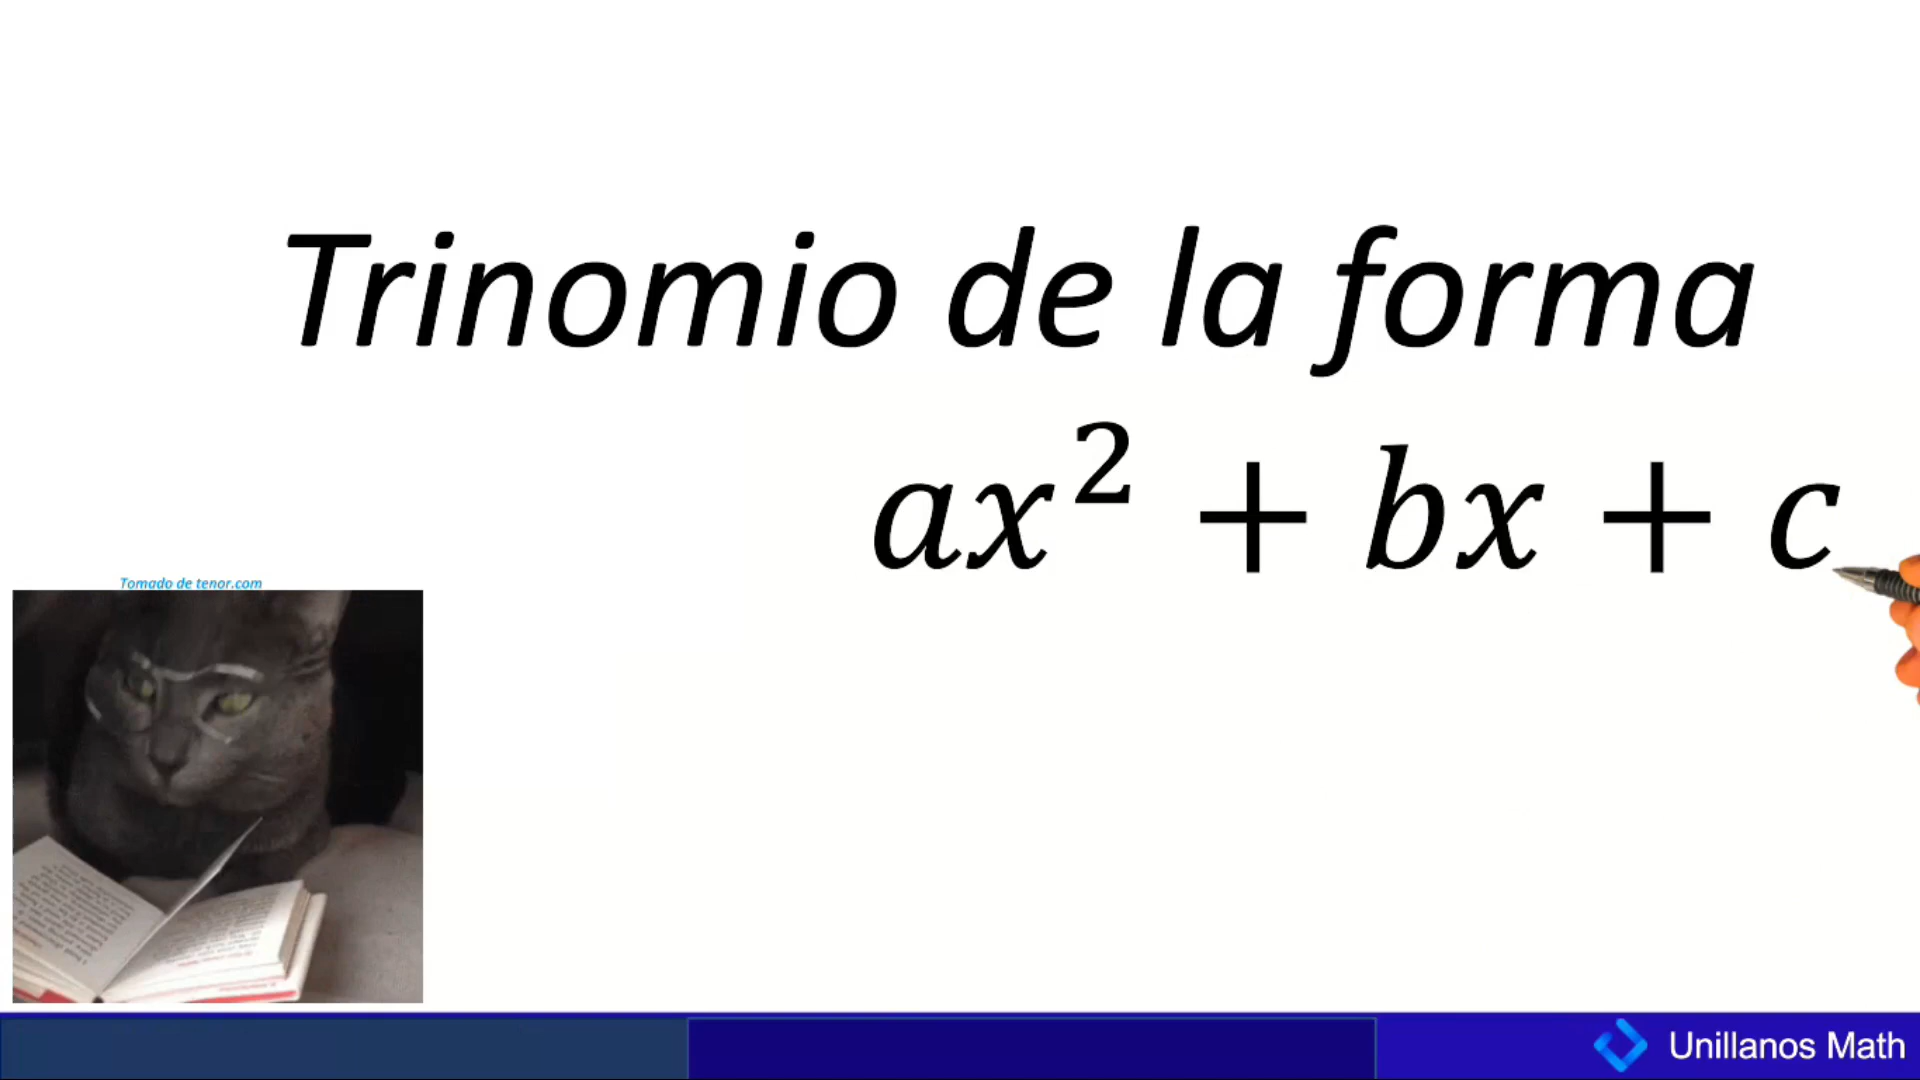 Trinomio de la forma
ax² + bx + c
Tomado de tenor.com
Unillanos Math